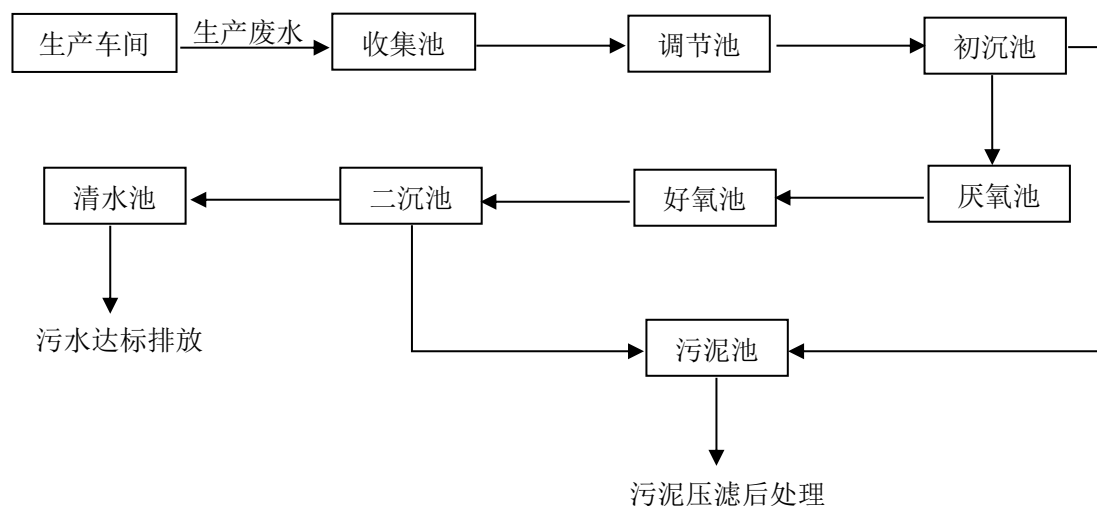 生产车间
生产废水
收集池
调节池
初沉池
清水池
二沉池
好氧池
厌氧池
污水达标排放
污泥池
污泥压滤后处理